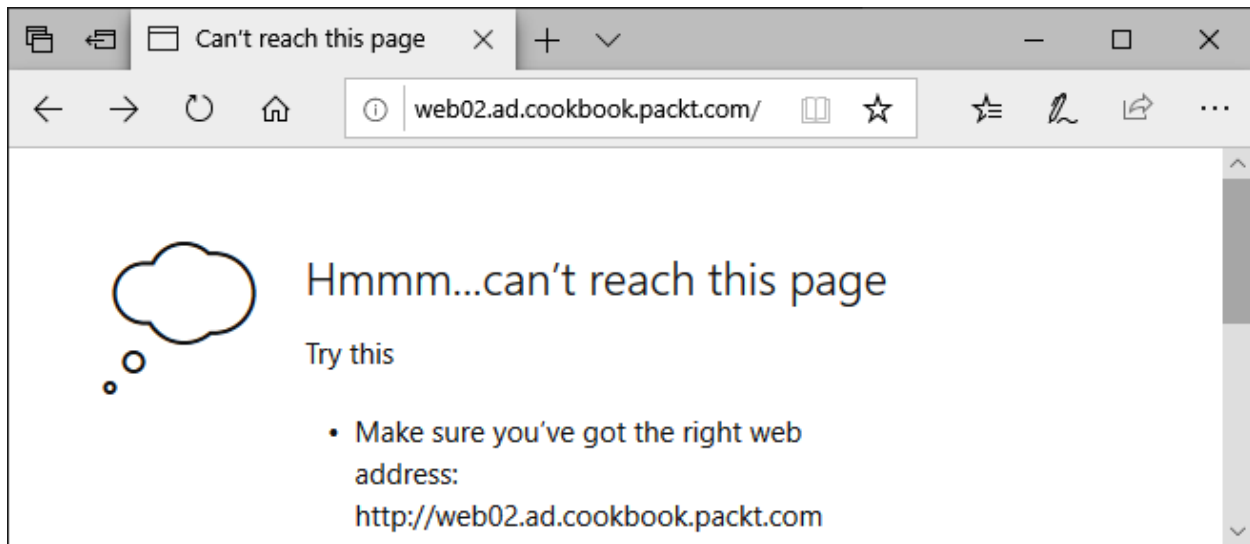 Can't reach this page
web02.ad.cookbook.packt.com/
Hmmm...can't reach this page
Try this
• Make sure you've got the right web
address:
http://web02.ad.cookbook.packt.com